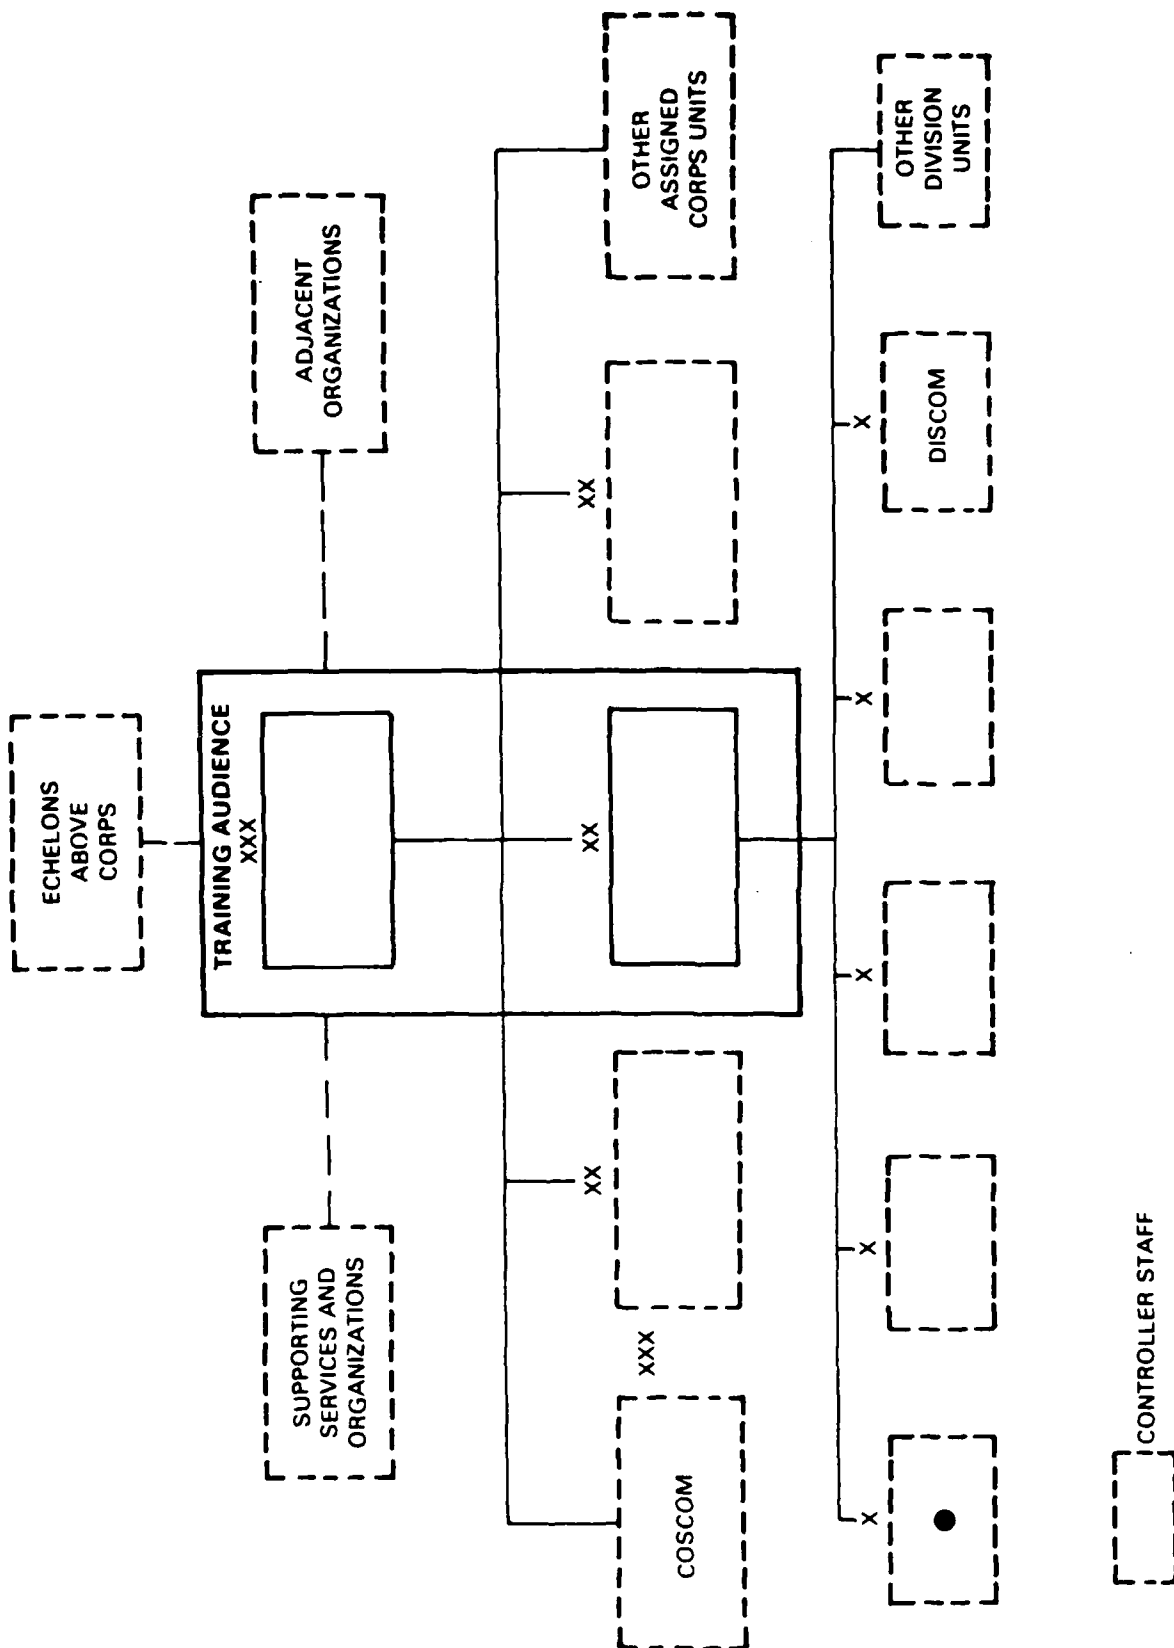 ECHELONS
ABOVE
CORPS
TRAINING AUDIENCE
XXX
SUPPORTING
SERVICES AND
ORGANIZATIONS
ADJACENT
ORGANIZATIONS
XX
XX
XX
XXX
COSCOM
OTHER
ASSIGNED
CORPS UNITS
X
X
X
X
X
DISCOM
OTHER
DIVISION
UNITS
CONTROLLER STAFF